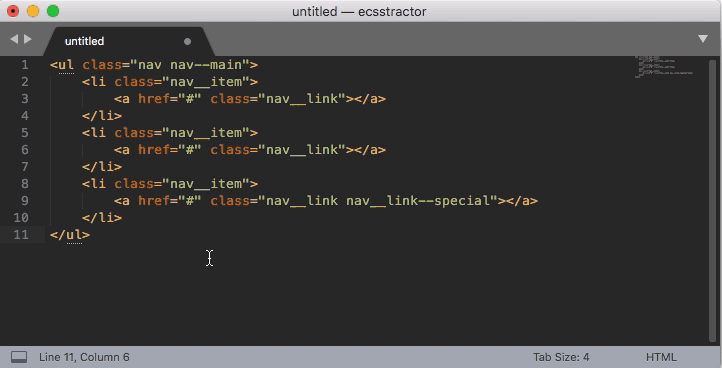 untitled — ecsstractor
untitled
1 <ul class="nav nav--main">
2     <li class="nav__item">
3         <a href="#" class="nav__link"></a>
4     </li>
5     <li class="nav__item">
6         <a href="#" class="nav__link"></a>
7     </li>
8     <li class="nav__item">
9         <a href="#" class="nav__link nav__link--special"></a>
10     </li>
11 </ul>
Line 11, Column 6 Tab Size: 4 HTML